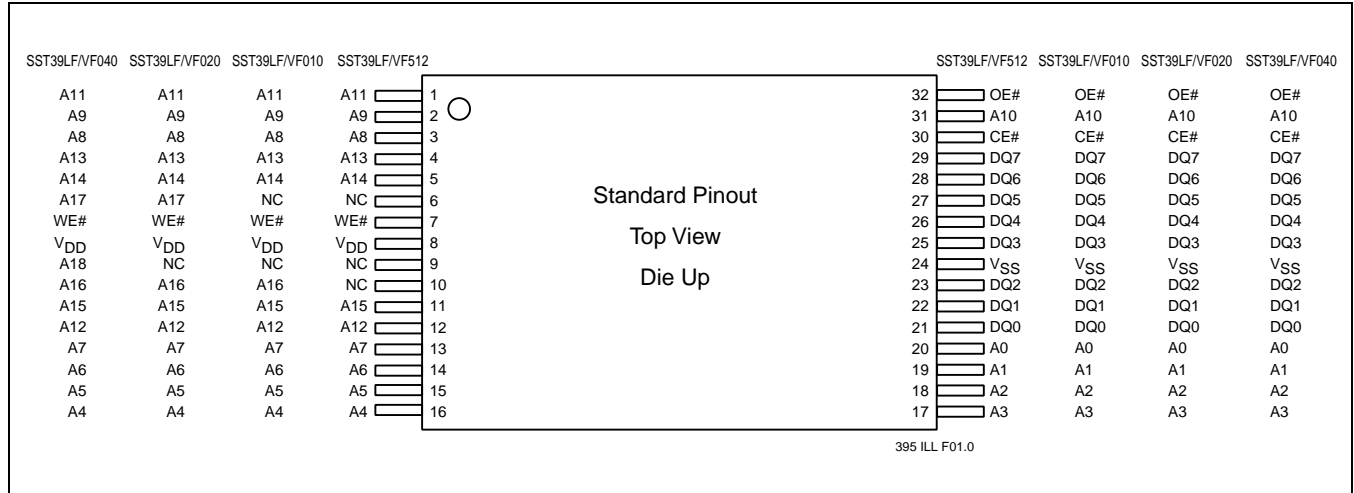 SST39LF/VF040 SST39LF/VF020 SST39LF/VF010 SST39LF/VF512 SST39LF/VF512 SST39LF/VF010 SST39LF/VF020 SST39LF/VF040
A11 A11 A11 A11 1 32 OE# OE# OE# OE#
A9 A9 A9 A9 2 31 A10 A10 A10 A10
A8 A8 A8 A8 3 30 CE# CE# CE# CE#
A13 A13 A13 A13 4 29 DQ7 DQ7 DQ7 DQ7
A14 A14 A14 A14 5 28 DQ6 DQ6 DQ6 DQ6
A17 A17 NC NC 6 Standard Pinout 27 DQ5 DQ5 DQ5 DQ5
WE# WE# WE# WE# 7 26 DQ4 DQ4 DQ4 DQ4
VDD VDD VDD VDD 8 Top View 25 DQ3 DQ3 DQ3 DQ3
A18 NC NC NC 9 24 VSS VSS VSS VSS
A16 A16 A16 NC 10 Die Up 23 DQ2 DQ2 DQ2 DQ2
A15 A15 A15 A15 11 22 DQ1 DQ1 DQ1 DQ1
A12 A12 A12 A12 12 21 DQ0 DQ0 DQ0 DQ0
A7 A7 A7 A7 13 20 A0 A0 A0 A0
A6 A6 A6 A6 14 19 A1 A1 A1 A1
A5 A5 A5 A5 15 18 A2 A2 A2 A2
A4 A4 A4 A4 16 17 A3 A3 A3 A3
395 ILL F01.0